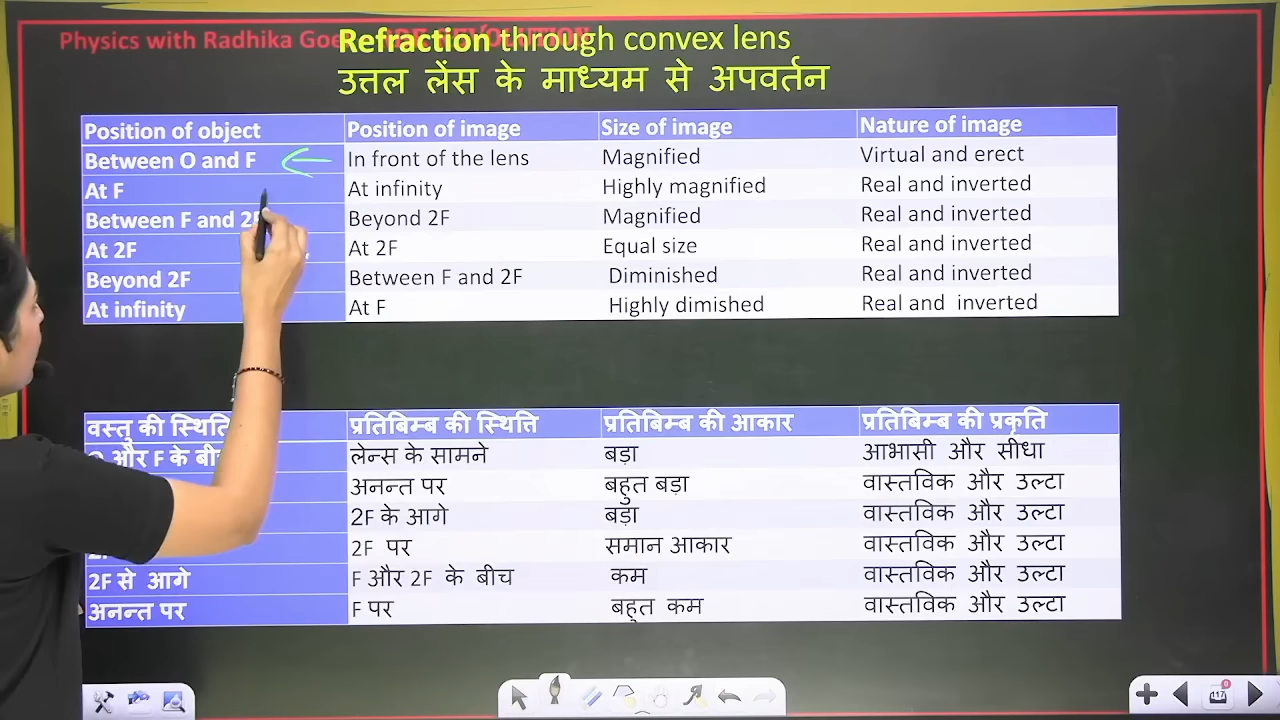 Physics with Radhika Goe
Refraction through convex lens
उत्तल लेंस के माध्यम से अपवर्तन
Position of object Position of image Size of image Nature of image
Between O and F In front of the lens Magnified Virtual and erect
At F At infinity Highly magnified Real and inverted
Between F and 2F Beyond 2F Magnified Real and inverted
At 2F At 2F Equal size Real and inverted
Beyond 2F Between F and 2F Diminished Real and inverted
At infinity At F Highly dimished Real and inverted
वस्तु की स्थिति प्रतिबिम्ब की स्थित्ति प्रतिबिम्ब की आकार प्रतिबिम्ब की प्रकृति
और F के लेन्स के सामने बड़ा आभासी और सीधा
अनन्त पर बहुत बड़ा वास्तविक और उल्टा
2F के आगे बड़ा वास्तविक और उल्टा
2F पर समान आकार वास्तविक और उल्टा
2F से आगे F और 2F के बीच कम वास्तविक और उल्टा
अनन्त पर F पर बहुत कम वास्तविक और उल्टा
117